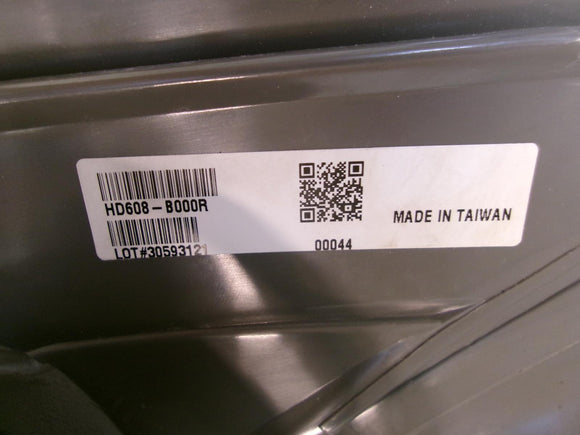 HD608-B000R
LOT#30593121
00044
MADE IN TAIWAN